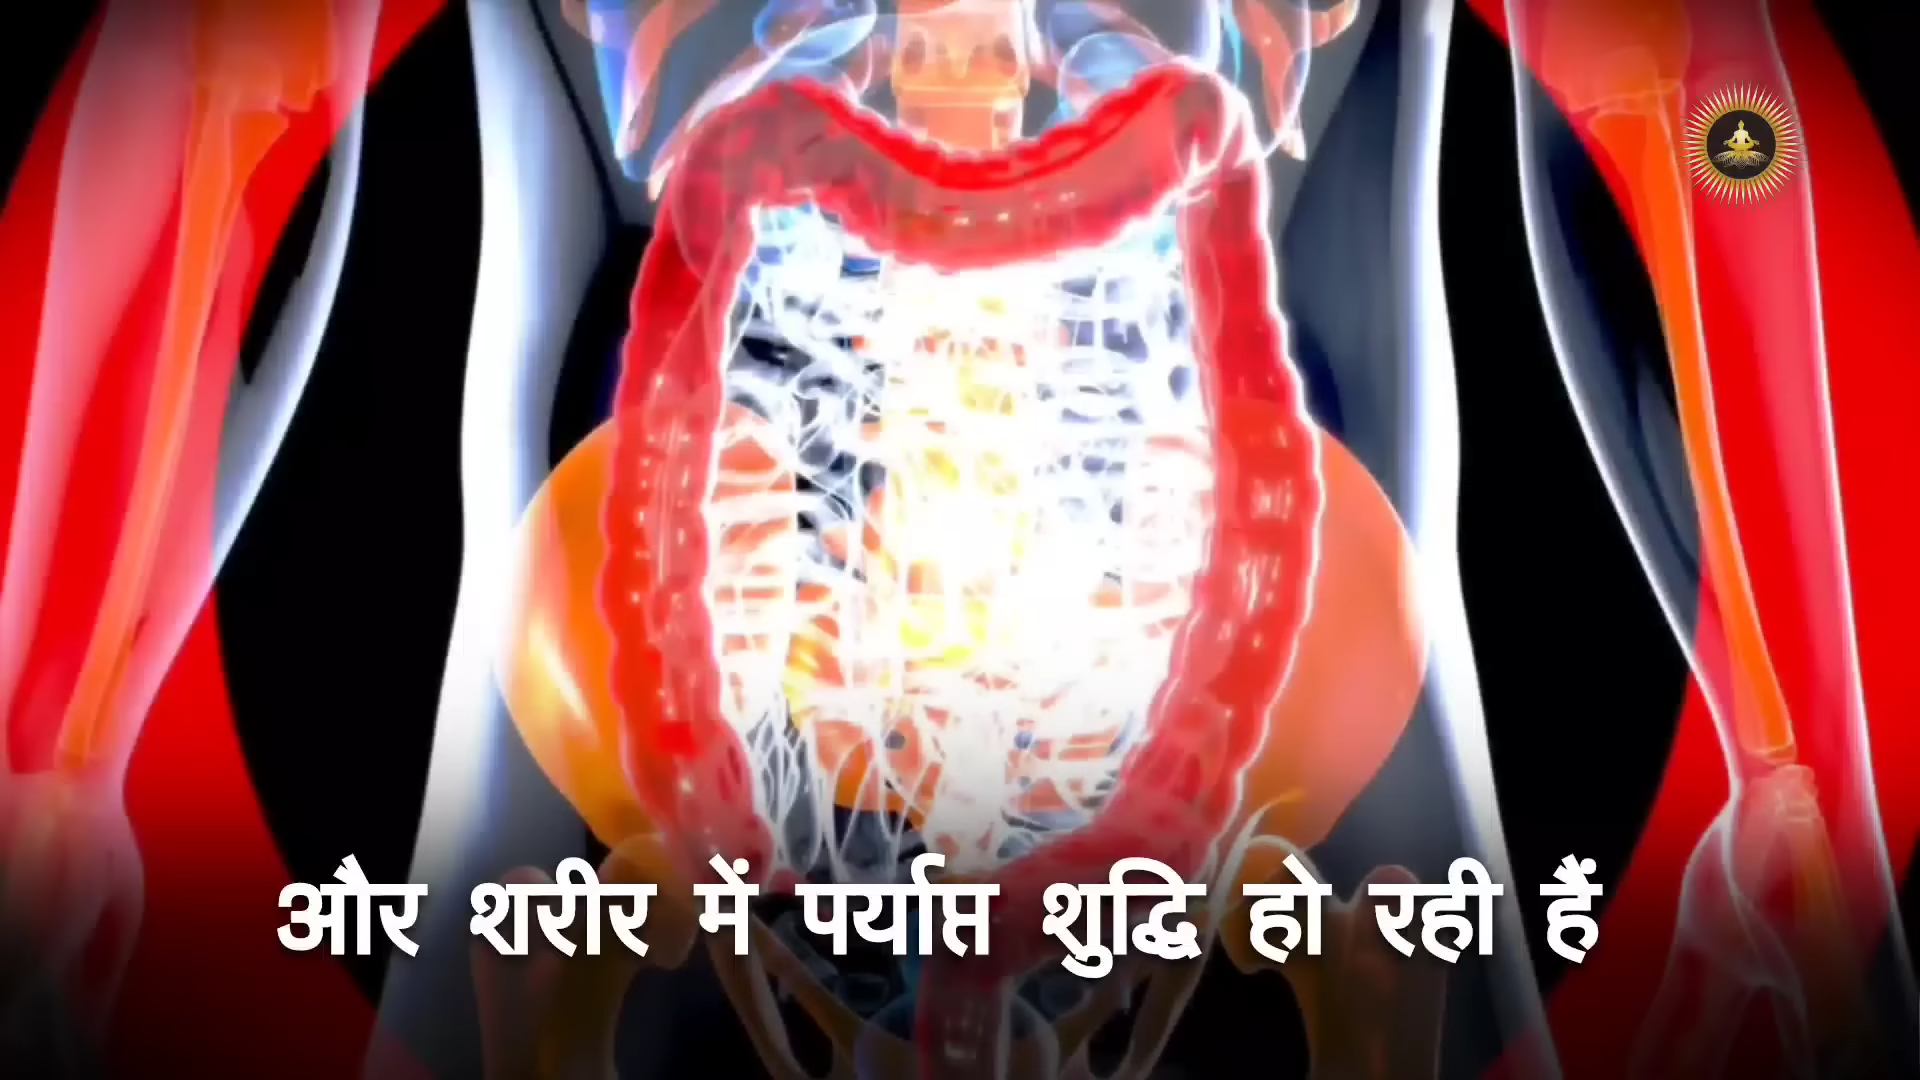 और शरीर में पर्याप्त शुद्धि हो रही हैं